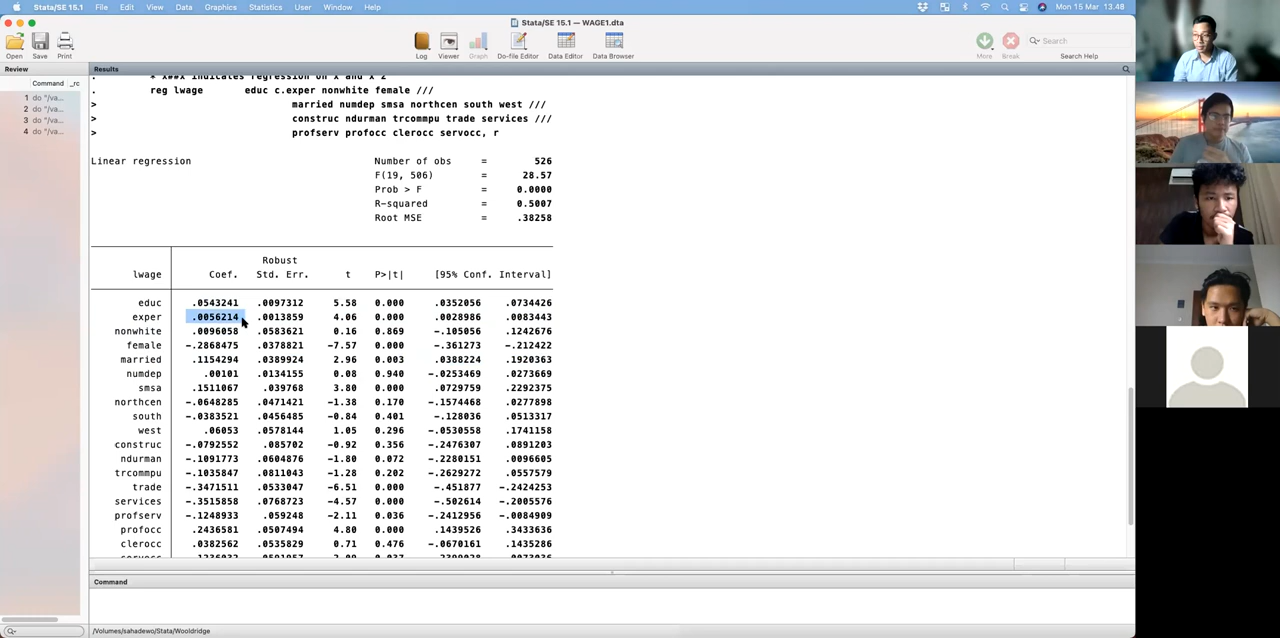 Stata/SE 15.1 File Edit View Data Graphics Statistics User Window Help Mon 15 Mar 13.48
Stata/SE 15.1 — WAGE1.dta
Open Save Print Log Viewer Graph Do-file Editor Data Editor Data Browser More Break Search
Search Help
Review Results
Command _rc
1 do "/va...
2 do "/va...
3 do "/va...
4 do "/va...
. * x##x indicates regression on x and x^2
. reg lwage educ c.exper nonwhite female ///
> married numdep smsa northcen south west ///
> construc ndurman trcommpu trade services ///
> profserv profocc clerocc servocc, r
Linear regression Number of obs = 526
F(19, 506) = 28.57
Prob > F = 0.0000
R-squared = 0.5007
Root MSE = .38258
Robust
lwage Coef. Std. Err. t P>|t| [95% Conf. Interval]
educ .0543241 .0097312 5.58 0.000 .0352056 .0734426
exper .0056214 .0013859 4.06 0.000 .0028986 .0083443
nonwhite .0096058 .0583621 0.16 0.869 -.105056 .1242676
female -.2868475 .0378821 -7.57 0.000 -.361273 -.212422
married .1154294 .0389924 2.96 0.003 .0388224 .1920363
numdep .00101 .0134155 0.08 0.940 -.0253469 .0273669
smsa .1511067 .039768 3.80 0.000 .0729759 .2292375
northcen -.0648285 .0471421 -1.38 0.170 -.1574468 .0277898
south -.0383521 .0456485 -0.84 0.401 -.128036 .0513317
west .06053 .0578144 1.05 0.296 -.0530558 .1741158
construc -.0792552 .085702 -0.92 0.356 -.2476307 .0891203
ndurman -.1091773 .0604876 -1.80 0.072 -.2280151 .0096605
trcommpu -.1035847 .0811043 -1.28 0.202 -.2629272 .0557579
trade -.3471511 .0533047 -6.51 0.000 -.451877 -.2424253
services -.3515858 .0768723 -4.57 0.000 -.502614 -.2005576
profserv -.1248933 .059248 -2.11 0.036 -.2412956 -.0084909
profocc .2436581 .0507494 4.80 0.000 .1439526 .3433636
clerocc .0382562 .0535829 0.71 0.476 -.0670461 .1435286
Command
/Volumes/sahadewo/Stata/Wooldridge